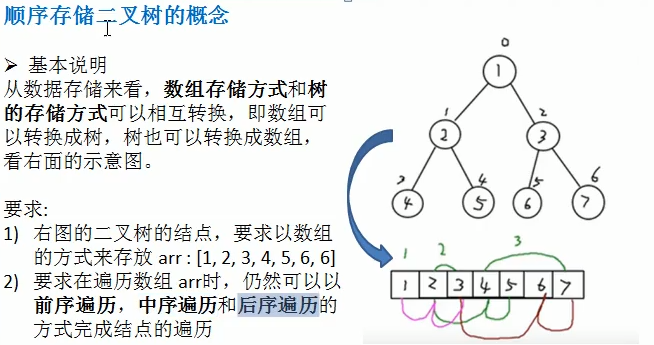 顺序存储二叉树的概念
➢ 基本说明
从数据存储来看，数组存储方式和树
的存储方式可以相互转换，即数组可
以转换成树，树也可以转换成数组，
看右面的示意图。
要求:
1) 右图的二叉树的结点，要求以数组
的方式来存放 arr : [1, 2, 3, 4, 5, 6, 6]
2) 要求在遍历数组 arr时，仍然可以以
前序遍历，中序遍历和后序遍历的
方式完成结点的遍历
0
1
1 2
2 3
4 5 6
4 5 6 7
1 2 3
1 2 3 4 5 6 7